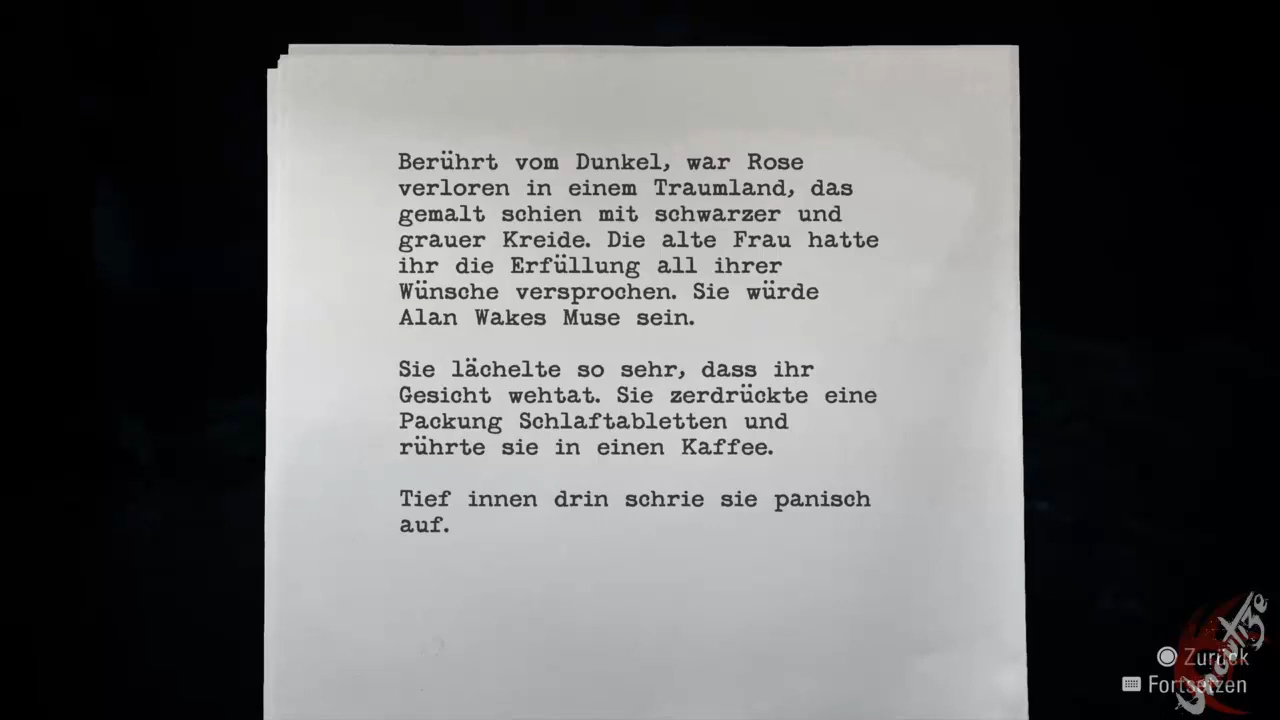 Berührt vom Dunkel, war Rose
verloren in einem Traumland, das
gemalt schien mit schwarzer und
grauer Kreide. Die alte Frau hatte
ihr die Erfüllung all ihrer
Wünsche versprochen. Sie würde
Alan Wakes Muse sein.
Sie lächelte so sehr, dass ihr
Gesicht wehtat. Sie zerdrückte eine
Packung Schlaftabletten und
rührte sie in einen Kaffee.
Tief innen drin schrie sie panisch
auf.
Zurück
Fortsetzen